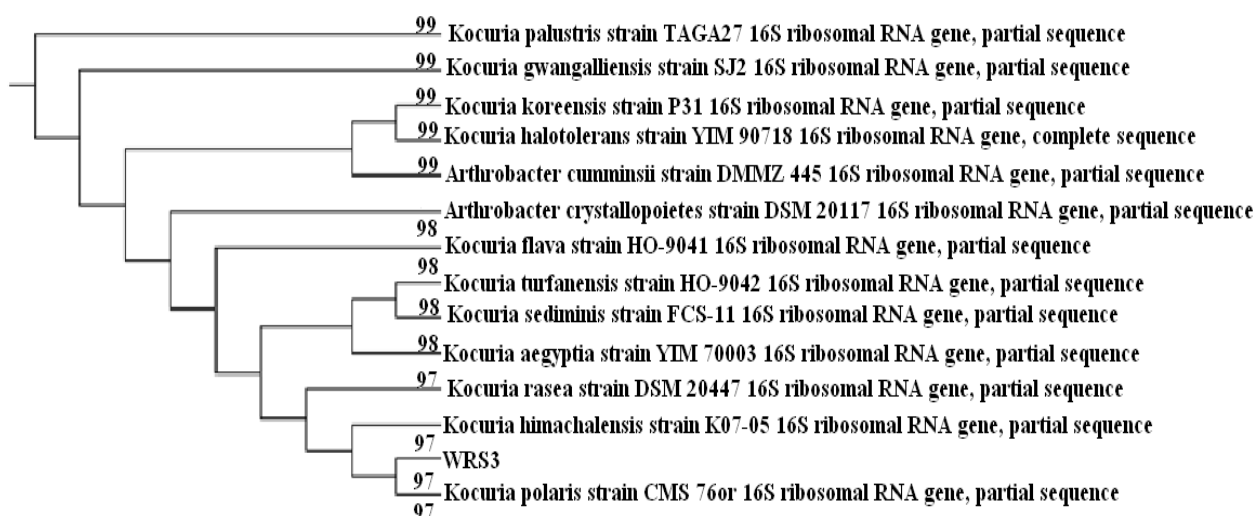 99 Kocuria palustris strain TAGA27 16S ribosomal RNA gene, partial sequence
99 Kocuria gwangalliensis strain SJ2 16S ribosomal RNA gene, partial sequence
99 Kocuria koreensis strain P31 16S ribosomal RNA gene, partial sequence
99 Kocuria halotolerans strain YIM 90718 16S ribosomal RNA gene, complete sequence
99 Arthrobacter cumminsii strain DMMZ 445 16S ribosomal RNA gene, partial sequence
Arthrobacter crystallopoietes strain DSM 20117 16S ribosomal RNA gene, partial sequence
98
Kocuria flava strain HO-9041 16S ribosomal RNA gene, partial sequence
98
Kocuria turfanensis strain HO-9042 16S ribosomal RNA gene, partial sequence
98 Kocuria sediminis strain FCS-11 16S ribosomal RNA gene, partial sequence
98 Kocuria aegyptia strain YIM 70003 16S ribosomal RNA gene, partial sequence
97 Kocuria rasea strain DSM 20447 16S ribosomal RNA gene, partial sequence
Kocuria himachalensis strain K07-05 16S ribosomal RNA gene, partial sequence
97
WRS3
97 Kocuria polaris strain CMS 76or 16S ribosomal RNA gene, partial sequence
97